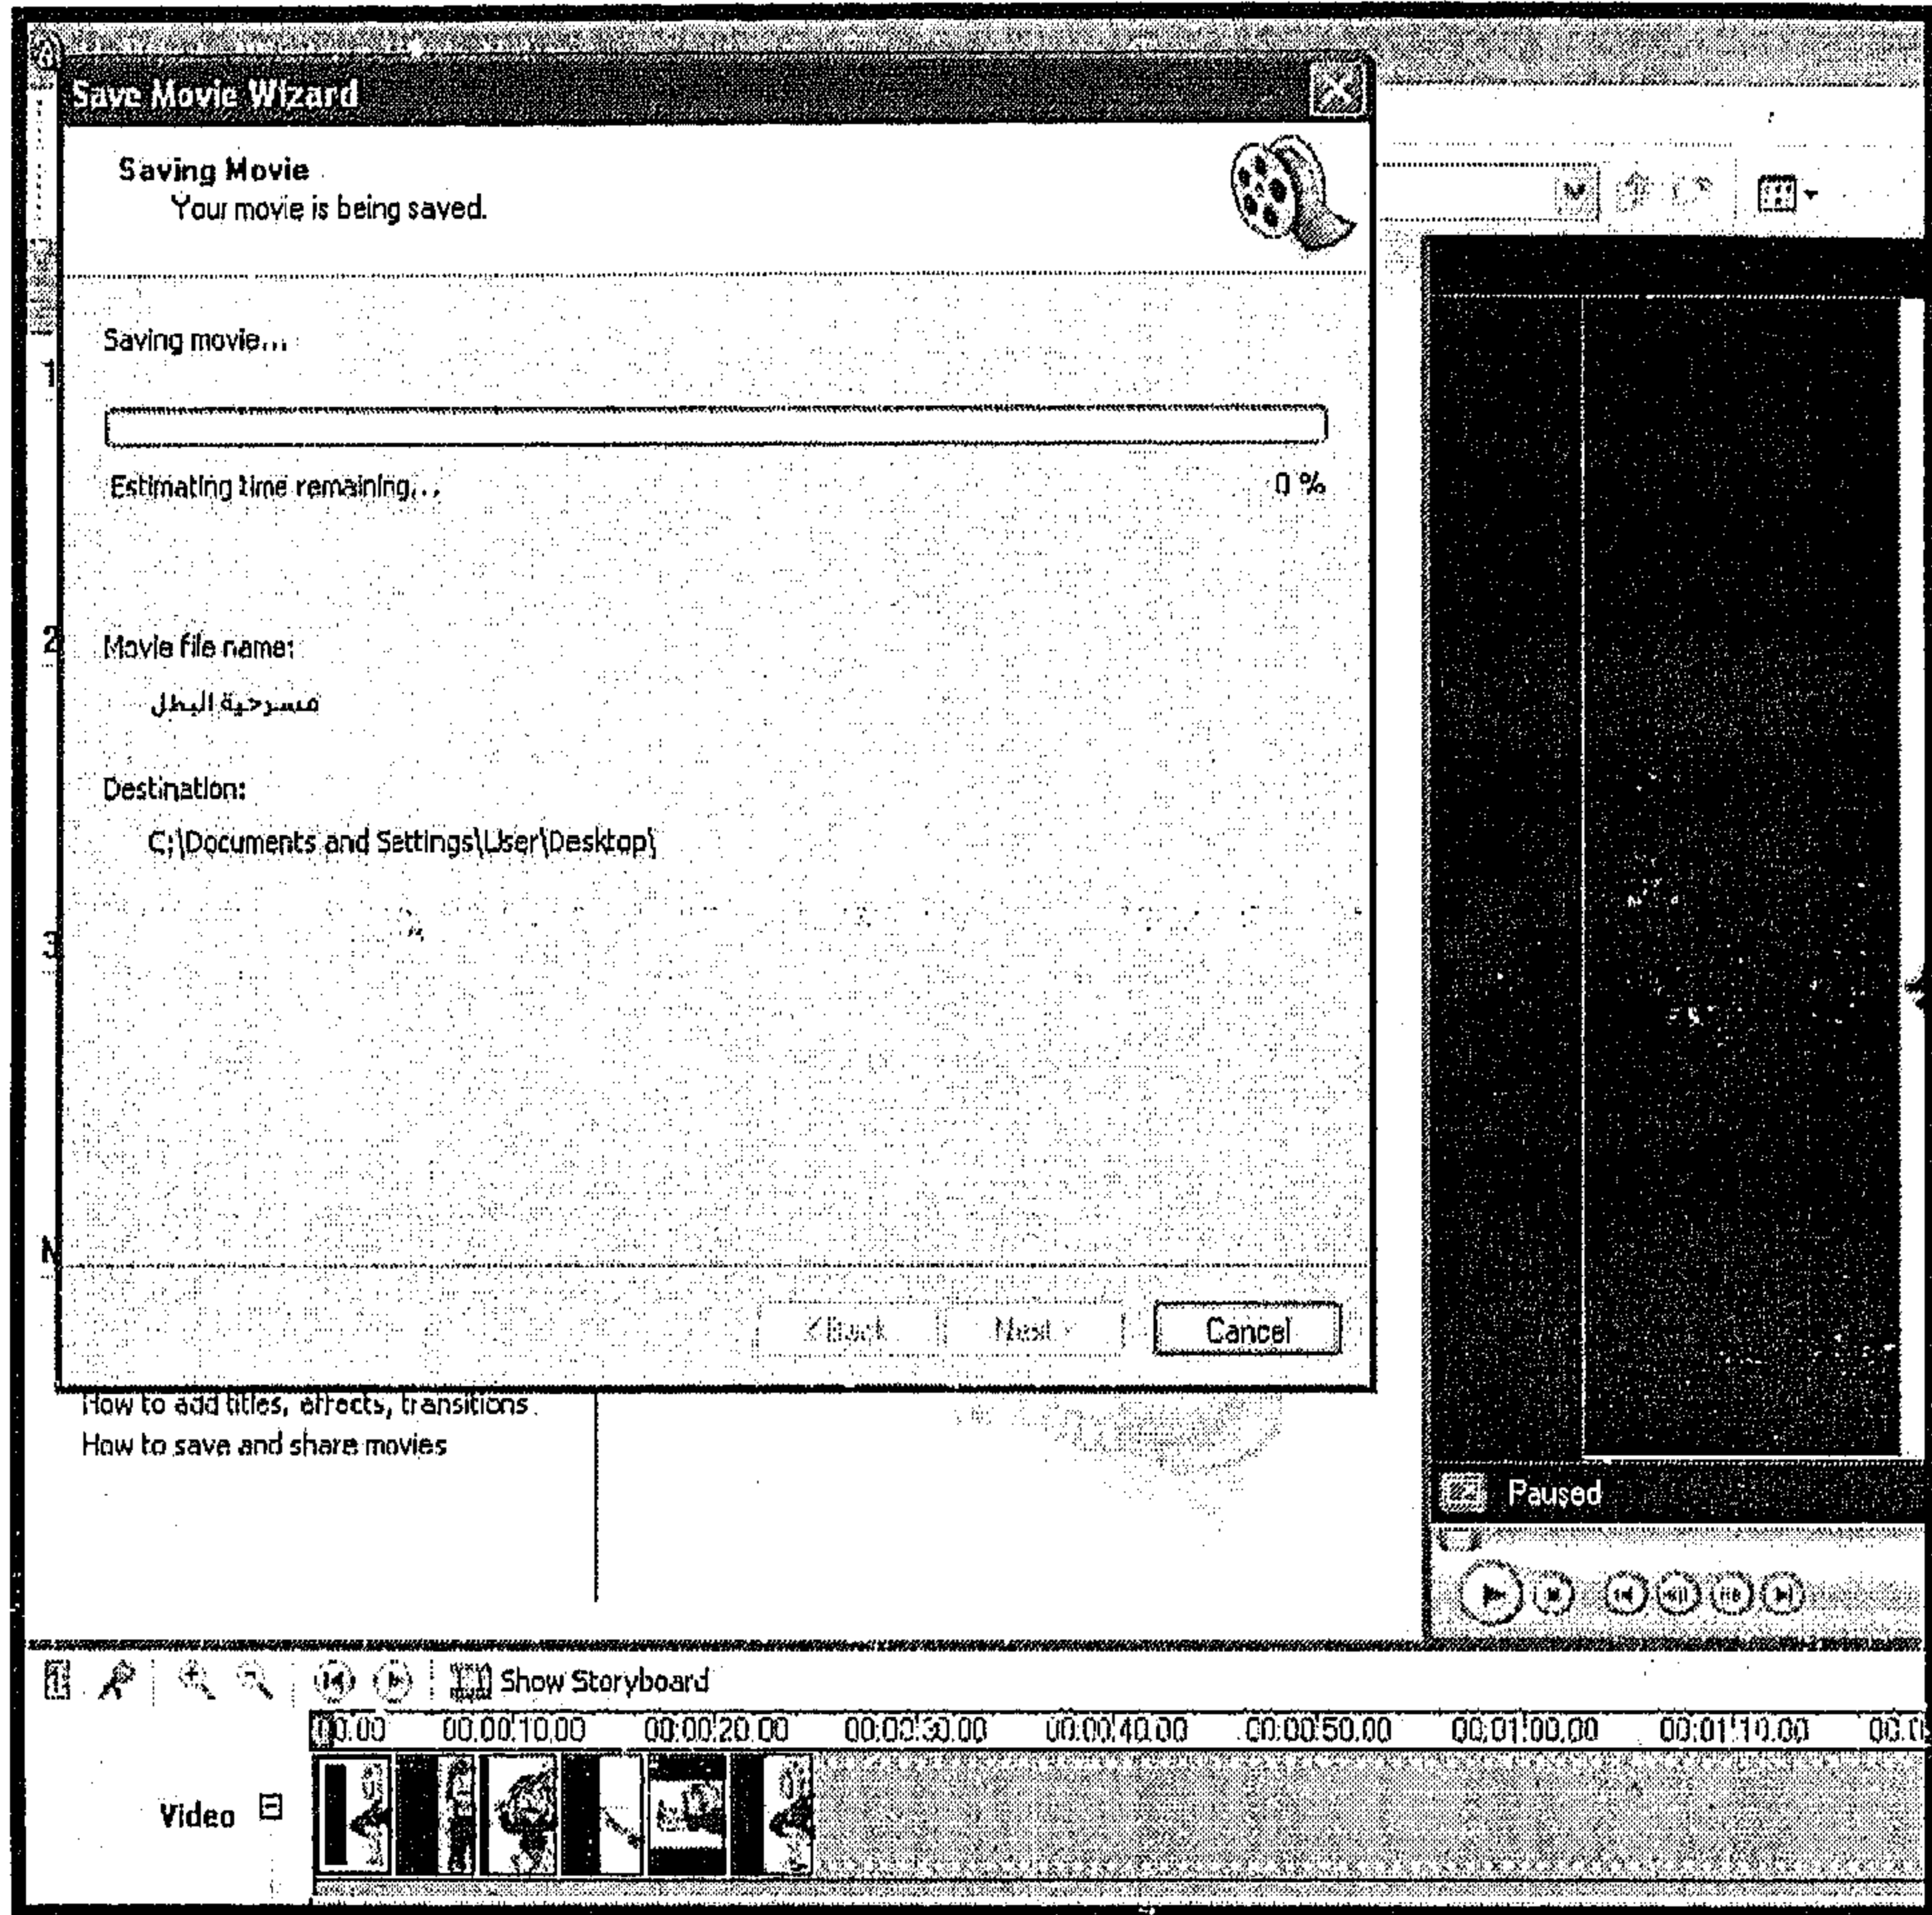 Save Movie Wizard
Saving Movie
Your movie is being saved.
Saving movie...
Estimating time remaining...
0 %
Movie file name:
مسرحية البطل
Destination:
C:\Documents and Settings\User\Desktop\
< Back
Next >
Cancel
1
2
3
How to add titles, effects, transitions
How to save and share movies
Paused
Show Storyboard
00:00:10.00 00:00:20.00 00:00:30.00 00:00:40.00 00:00:50.00 00:01:00.00 00:01:10.00
Video